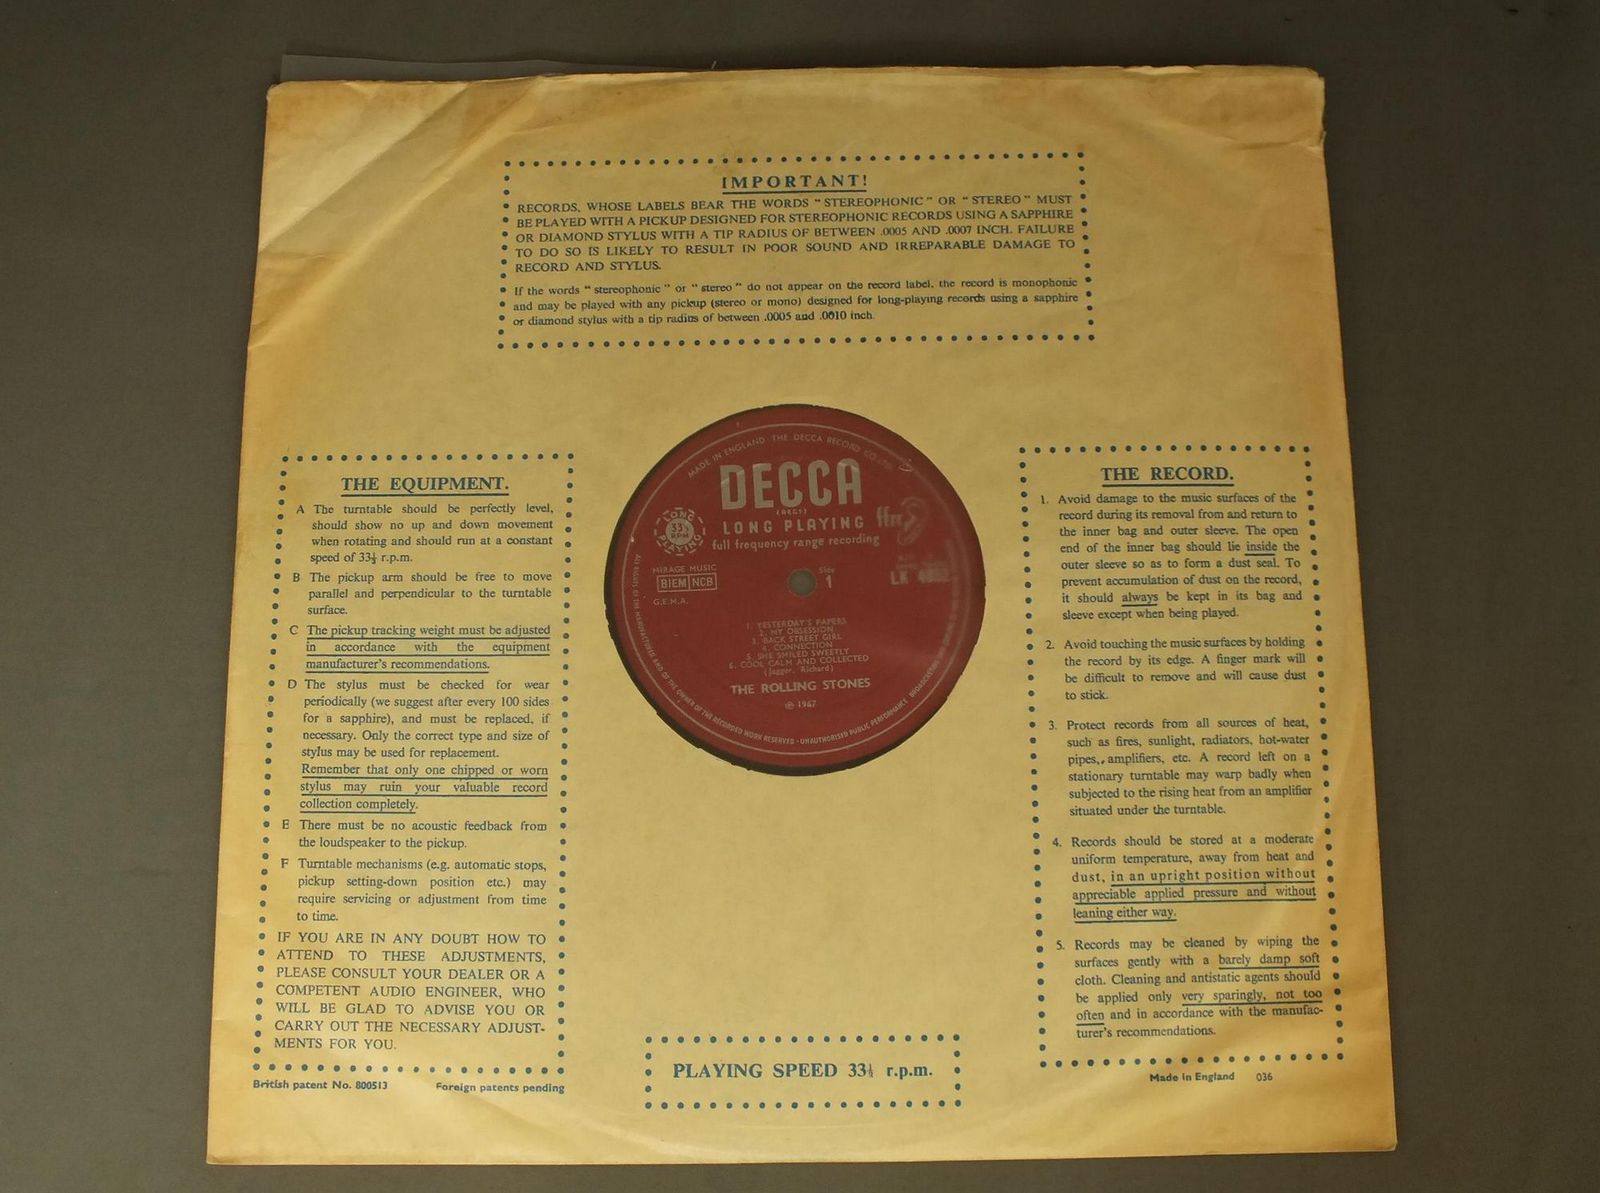 IMPORTANT!
RECORDS, WHOSE LABELS BEAR THE WORDS "STEREOPHONIC" OR "STEREO" MUST
BE PLAYED WITH A PICKUP DESIGNED FOR STEREOPHONIC RECORDS USING A SAPPHIRE
OR DIAMOND STYLUS WITH A TIP RADIUS OF BETWEEN .0005 AND .0007 INCH. FAILURE
TO DO SO IS LIKELY TO RESULT IN POOR SOUND AND IRREPARABLE DAMAGE TO
RECORD AND STYLUS.
If the words "stereophonic" or "stereo" do not appear on the record label, the record is monophonic
and may be played with any pickup (stereo or mono) designed for long-playing records using a sapphire
or diamond stylus with a tip radius of between .0005 and .0010 inch.
THE EQUIPMENT.
A The turntable should be perfectly level,
should show no up and down movement
when rotating and should run at a constant
speed of 33⅓ r.p.m.
B The pickup arm should be free to move
parallel and perpendicular to the turntable
surface.
C The pickup tracking weight must be adjusted
in accordance with the equipment
manufacturer's recommendations.
D The stylus must be checked for wear
periodically (we suggest after every 100 sides
for a sapphire), and must be replaced, if
necessary. Only the correct type and size of
stylus may be used for replacement.
Remember that only one chipped or worn
stylus may ruin your valuable record
collection completely.
E There must be no acoustic feedback from
the loudspeaker to the pickup.
F Turntable mechanisms (e.g. automatic stops,
pickup setting-down position etc.) may
require servicing or adjustment from time
to time.
IF YOU ARE IN ANY DOUBT HOW TO
ATTEND TO THESE ADJUSTMENTS,
PLEASE CONSULT YOUR DEALER OR A
COMPETENT AUDIO ENGINEER, WHO
WILL BE GLAD TO ADVISE YOU OR
CARRY OUT THE NECESSARY ADJUST-
MENTS FOR YOU.
British patent No. 800513 Foreign patents pending
MADE IN ENGLAND THE DECCA RECORD CO LTD.
DECCA
LONG PLAYING
ffrr
full frequency range recording
LONG PLAYING
33⅓
RPM
MIRAGE MUSIC
BIEM NCB
G.E.M.A.
Side
1
LK
1. YESTERDAY'S PAPERS
2. MY OBSESSION
3. BACK STREET GIRL
4. CONNECTION
5. SHE SMILED SWEETLY
6. COOL CALM AND COLLECTED
(Jagger, Richard)
THE ROLLING STONES
℗ 1967
ALL RIGHTS OF THE MANUFACTURER AND OF THE OWNER OF THE RECORDED WORK RESERVED · UNAUTHORISED PUBLIC PERFORMANCE, BROADCASTING
THE RECORD.
1. Avoid damage to the music surfaces of the
record during its removal from and return to
the inner bag and outer sleeve. The open
end of the inner bag should lie inside the
outer sleeve so as to form a dust seal. To
prevent accumulation of dust on the record,
it should always be kept in its bag and
sleeve except when being played.
2. Avoid touching the music surfaces by holding
the record by its edge. A finger mark will
be difficult to remove and will cause dust
to stick.
3. Protect records from all sources of heat,
such as fires, sunlight, radiators, hot-water
pipes,, amplifiers, etc. A record left on a
stationary turntable may warp badly when
subjected to the rising heat from an amplifier
situated under the turntable.
4. Records should be stored at a moderate
uniform temperature, away from heat and
dust, in an upright position without
appreciable applied pressure and without
leaning either way.
5. Records may be cleaned by wiping the
surfaces gently with a barely damp soft
cloth. Cleaning and antistatic agents should
be applied only very sparingly, not too
often and in accordance with the manufac-
turer's recommendations.
Made in England 036
PLAYING SPEED 33⅓ r.p.m.